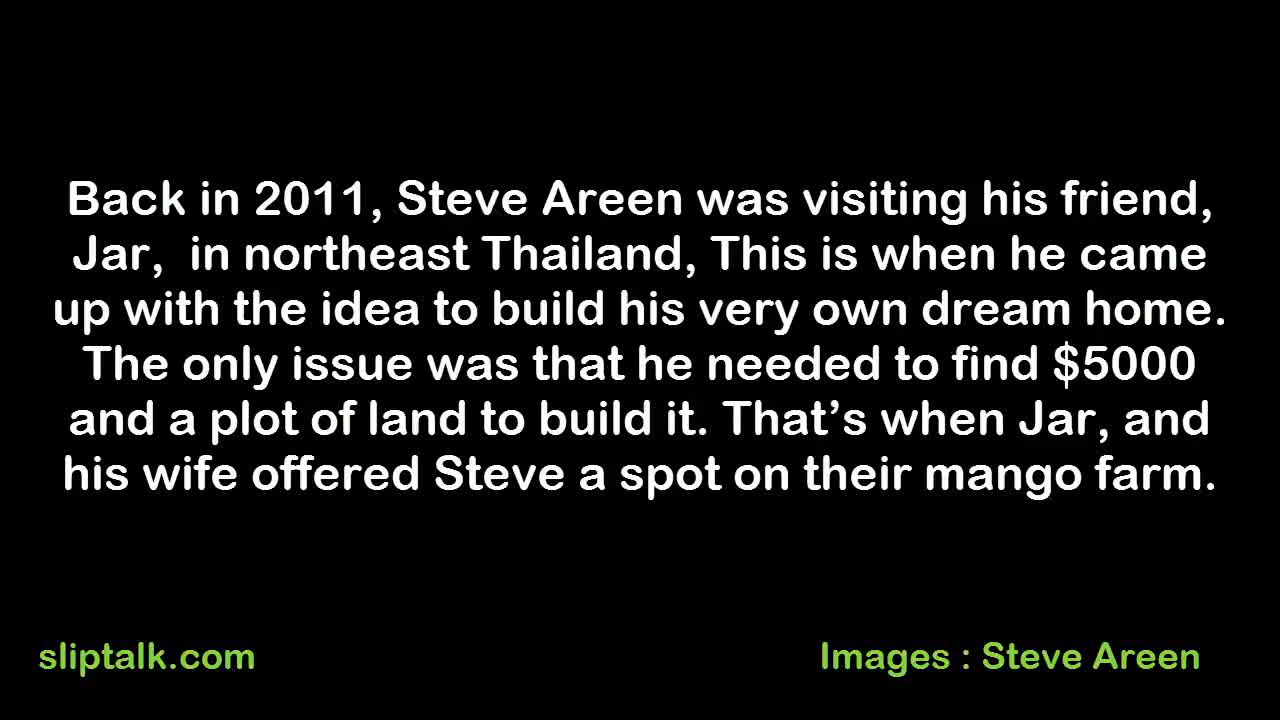 Back in 2011, Steve Areen was visiting his friend,
Jar,  in northeast Thailand, This is when he came
up with the idea to build his very own dream home.
The only issue was that he needed to find $5000
and a plot of land to build it. That’s when Jar, and
his wife offered Steve a spot on their mango farm.
sliptalk.com
Images : Steve Areen